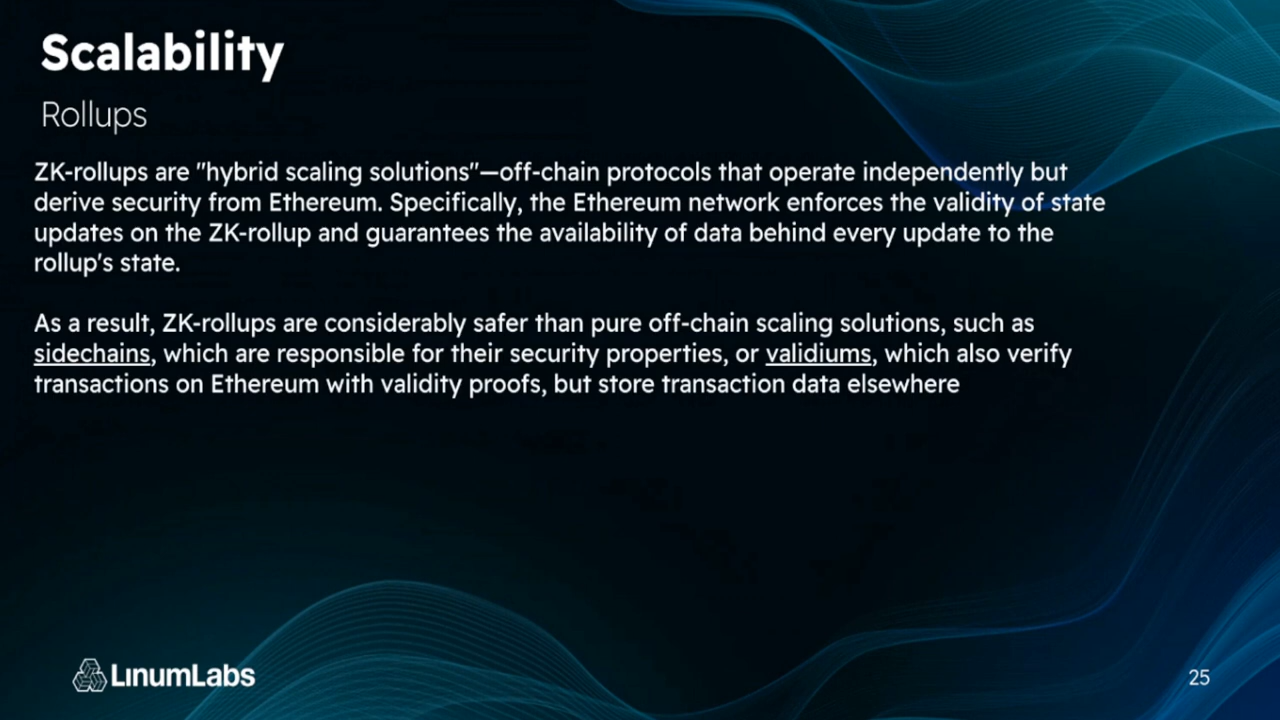 Scalability
Rollups
ZK-rollups are "hybrid scaling solutions"—off-chain protocols that operate independently but
derive security from Ethereum. Specifically, the Ethereum network enforces the validity of state
updates on the ZK-rollup and guarantees the availability of data behind every update to the
rollup's state.
As a result, ZK-rollups are considerably safer than pure off-chain scaling solutions, such as
sidechains, which are responsible for their security properties, or validiums, which also verify
transactions on Ethereum with validity proofs, but store transaction data elsewhere
LinumLabs
25